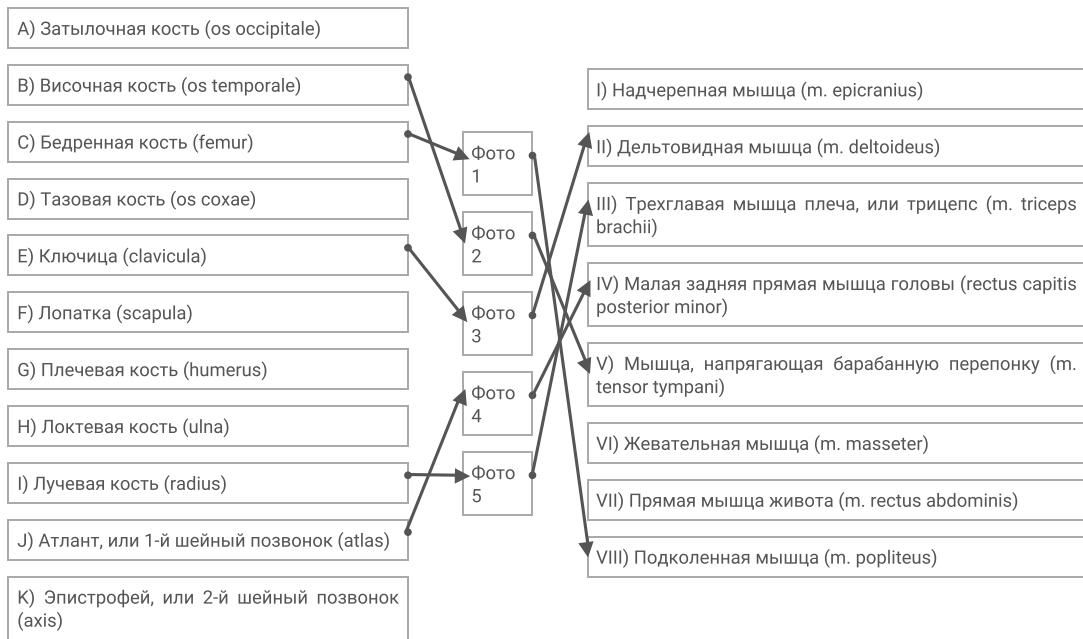 A) Затылочная кость (os occipitale)
B) Височная кость (os temporale)
C) Бедренная кость (femur)
D) Тазовая кость (os coxae)
E) Ключица (clavicula)
F) Лопатка (scapula)
G) Плечевая кость (humerus)
H) Локтевая кость (ulna)
I) Лучевая кость (radius)
J) Атлант, или 1-й шейный позвонок (atlas)
K) Эпистрофей, или 2-й шейный позвонок
(axis)
Фото
1
Фото
2
Фото
3
Фото
4
Фото
5
I) Надчерепная мышца (m. epicranius)
II) Дельтовидная мышца (m. deltoideus)
III) Трехглавая мышца плеча, или трицепс (m. triceps
brachii)
IV) Малая задняя прямая мышца головы (rectus capitis
posterior minor)
V) Мышца, напрягающая барабанную перепонку (m.
tensor tympani)
VI) Жевательная мышца (m. masseter)
VII) Прямая мышца живота (m. rectus abdominis)
VIII) Подколенная мышца (m. popliteus)